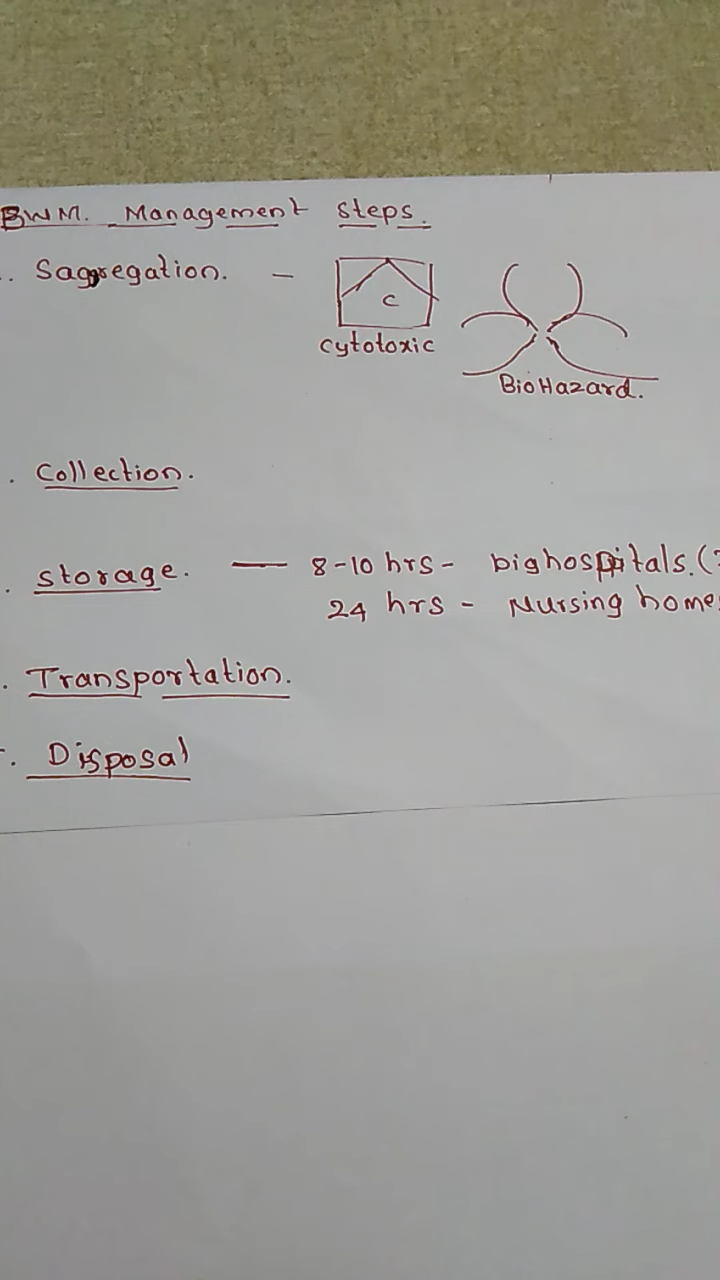 BWM. Management steps.
. Saggregation. -
C
cytotoxic
BioHazard.
. Collection.
. Storage. — 8-10 hrs - bighospitals. (
24 hrs - Nursing home
. Transportation.
. Disposal